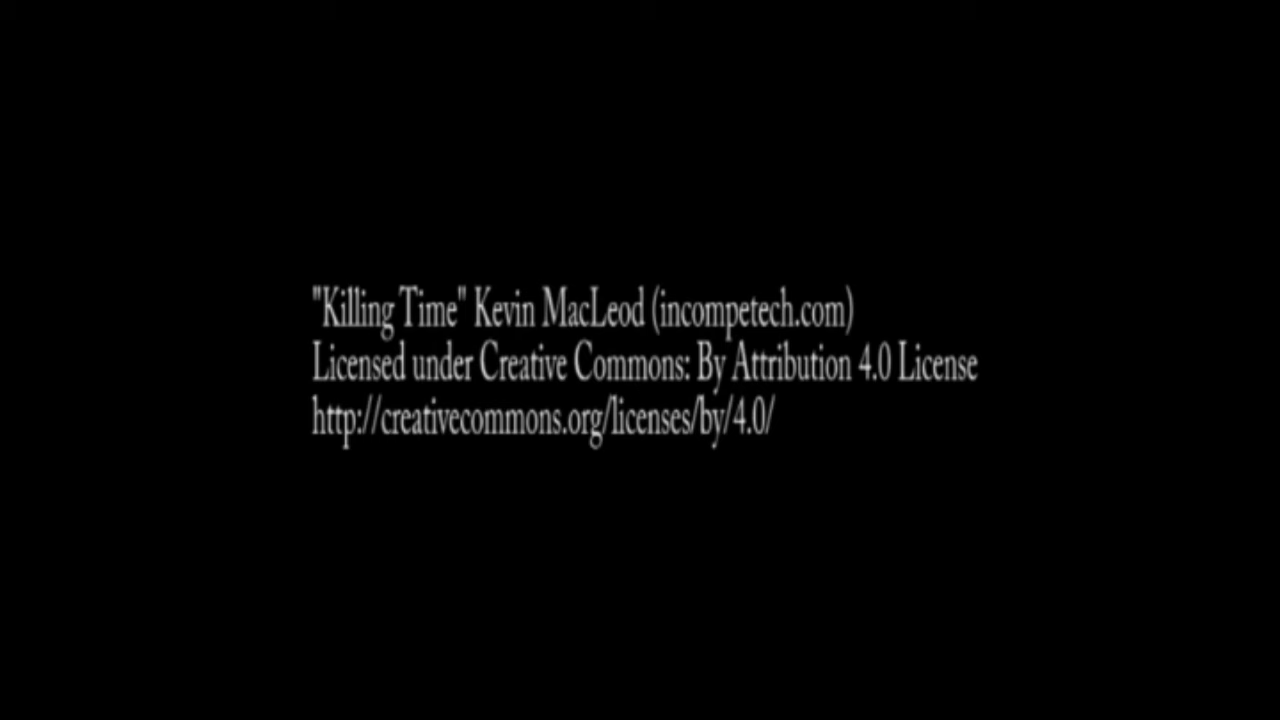 "Killing Time" Kevin MacLeod (incompetech.com)
Licensed under Creative Commons: By Attribution 4.0 License
http://creativecommons.org/licenses/by/4.0/